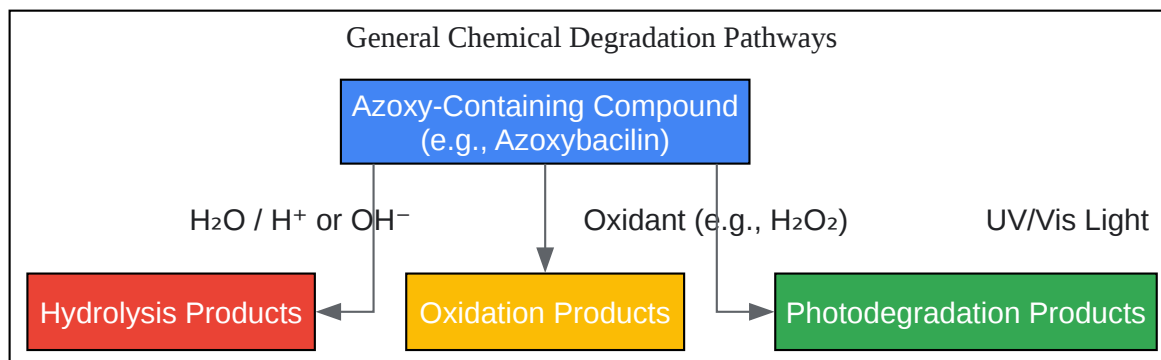 General Chemical Degradation Pathways
Azoxy-Containing Compound
(e.g., Azoxybacilin)
H₂O / H⁺ or OH⁻
Oxidant (e.g., H₂O₂)
UV/Vis Light
Hydrolysis Products
Oxidation Products
Photodegradation Products